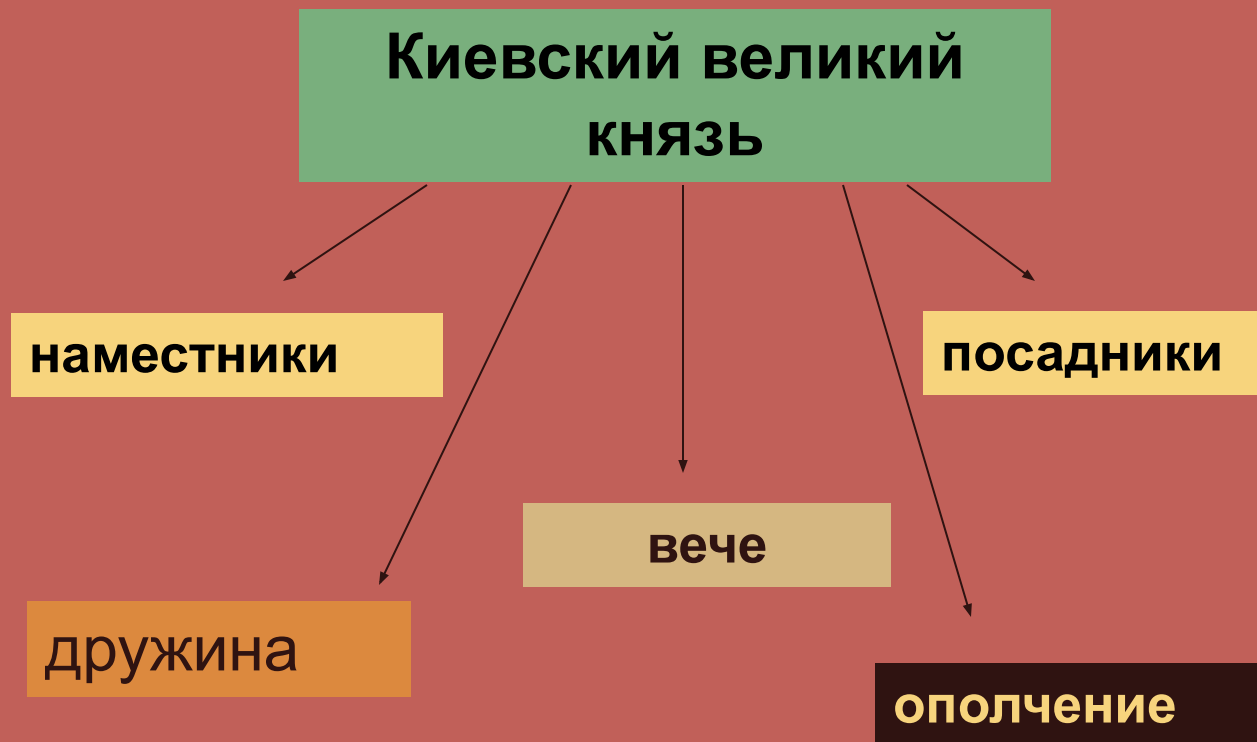 Киевский великий
князь
наместники
посадники
вече
дружина
ополчение